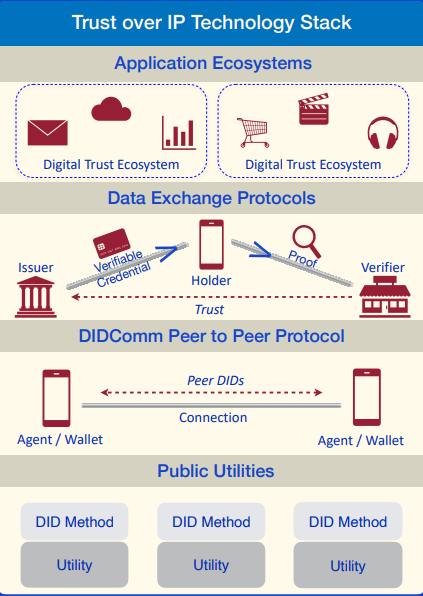 Trust over IP Technology Stack
Application Ecosystems
Digital Trust Ecosystem
Digital Trust Ecosystem
Data Exchange Protocols
Issuer
Verifiable
Credential
Holder
Proof
Verifier
Trust
DIDComm Peer to Peer Protocol
Peer DIDs
Connection
Agent / Wallet
Agent / Wallet
Public Utilities
DID Method
DID Method
DID Method
Utility
Utility
Utility